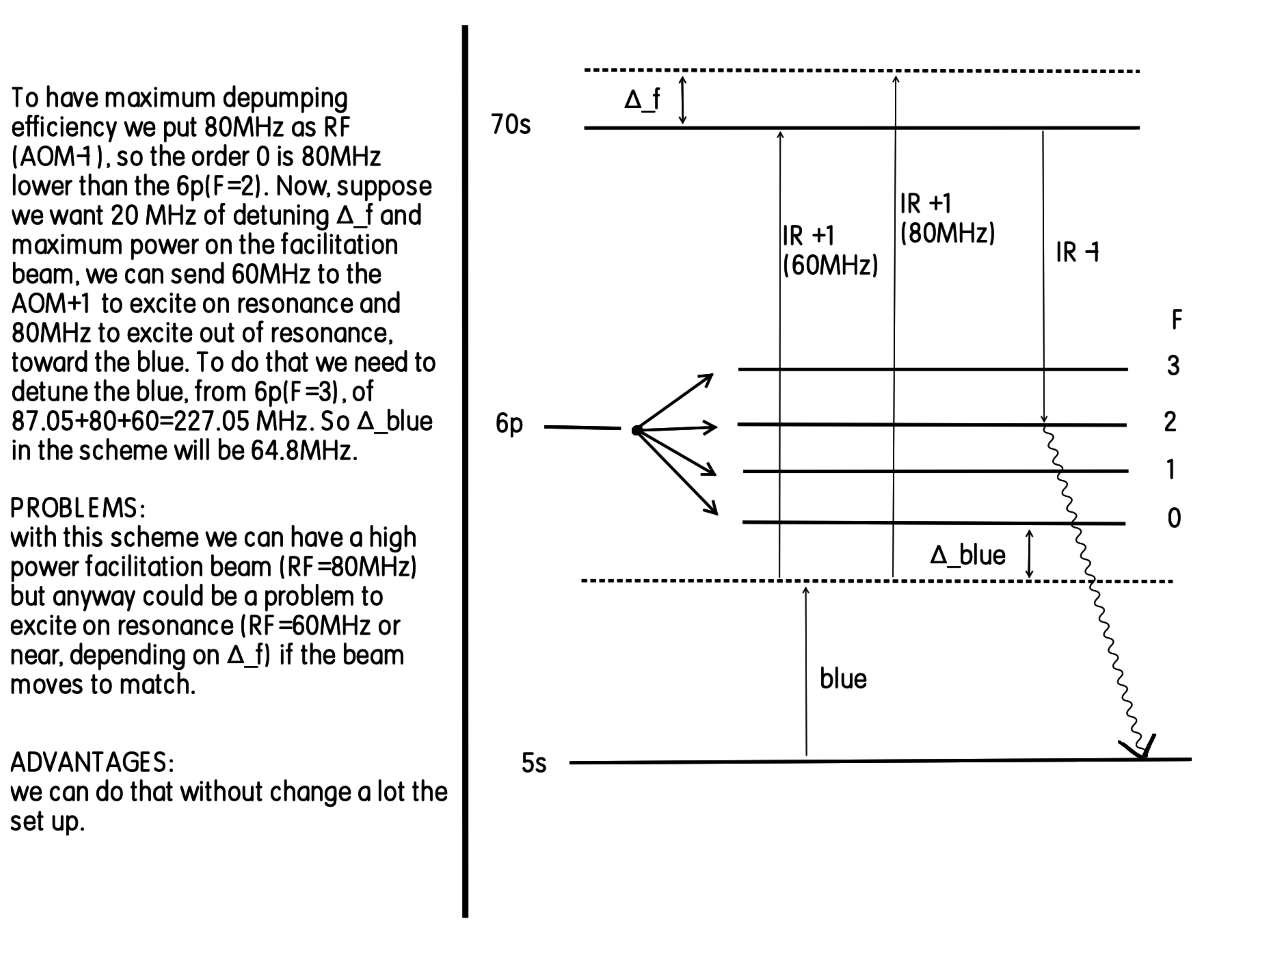 To have maximum depumping
efficiency we put 80MHz as RF
(AOM-1), so the order 0 is 80MHz
lower than the 6p(F=2). Now, suppose
we want 20 MHz of detuning Δ_f and
maximum power on the facilitation
beam, we can send 60MHz to the
AOM+1 to excite on resonance and
80MHz to excite out of resonance,
toward the blue. To do that we need to
detune the blue, from 6p(F=3), of
87.05+80+60=227.05 MHz. So Δ_blue
in the scheme will be 64.8MHz.
PROBLEMS:
with this scheme we can have a high
power facilitation beam (RF=80MHz)
but anyway could be a problem to
excite on resonance (RF=60MHz or
near, depending on Δ_f) if the beam
moves to match.
ADVANTAGES:
we can do that without change a lot the
set up.
Δ_f
70s
IR +1
(60MHz)
IR +1
(80MHz)
IR -1
F
3
6p
2
1
0
Δ_blue
blue
5s